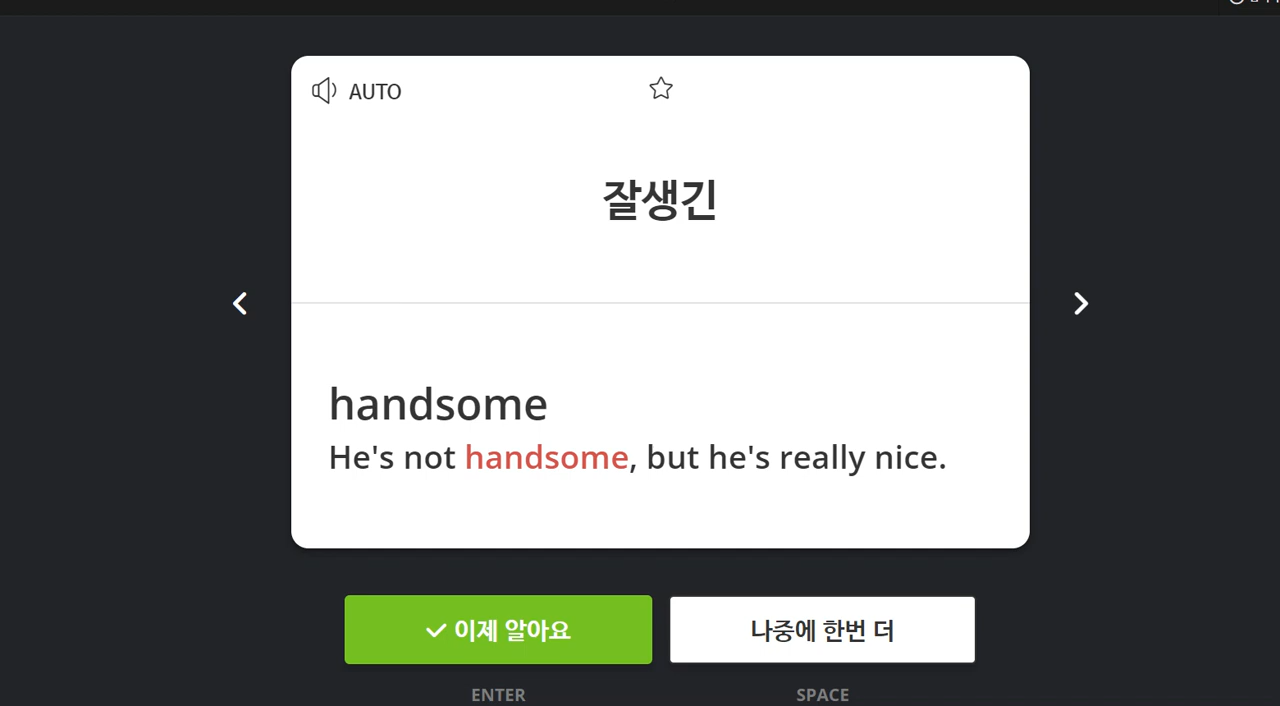 AUTO
잘생긴
handsome
He's not handsome, but he's really nice.
이제 알아요
나중에 한번 더
ENTER
SPACE